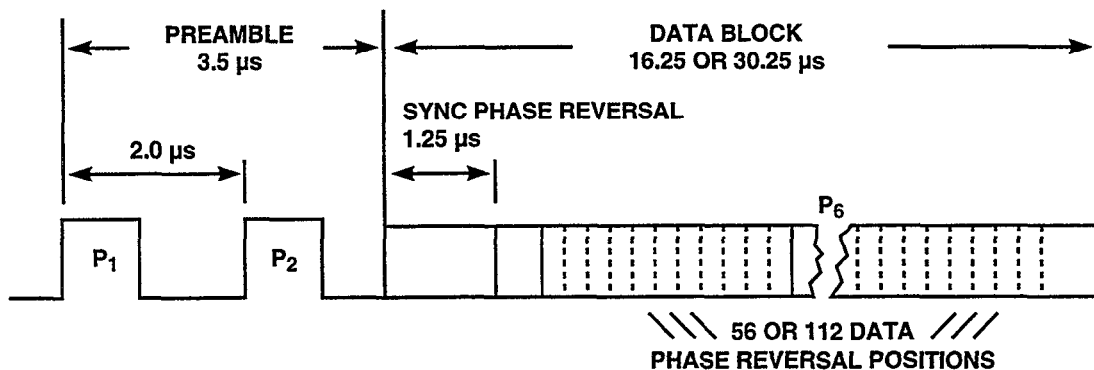 PREAMBLE
3.5 µs
DATA BLOCK
16.25 OR 30.25 µs
SYNC PHASE REVERSAL
1.25 µs
2.0 µs
P1
P2
P6
56 OR 112 DATA
PHASE REVERSAL POSITIONS